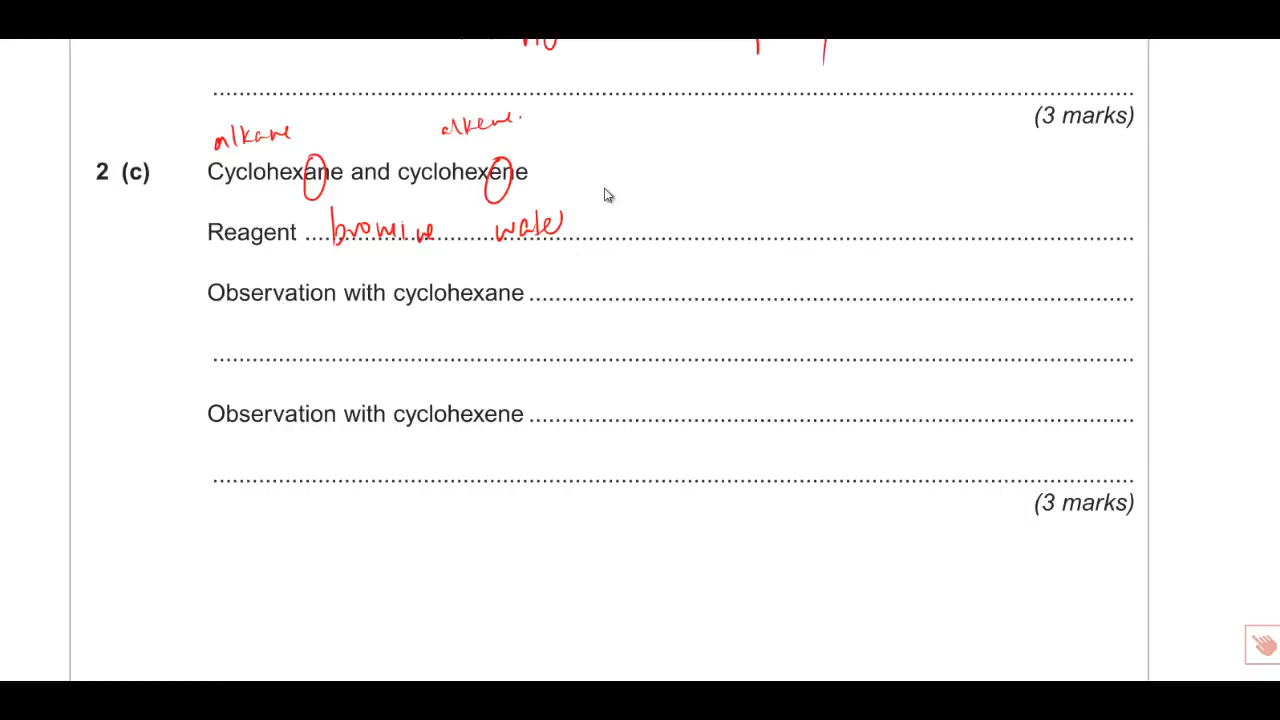 (3 marks)
alkane alkene.
2 (c) Cyclohexane and cyclohexene
Reagent bromine water
Observation with cyclohexane
Observation with cyclohexene
(3 marks)